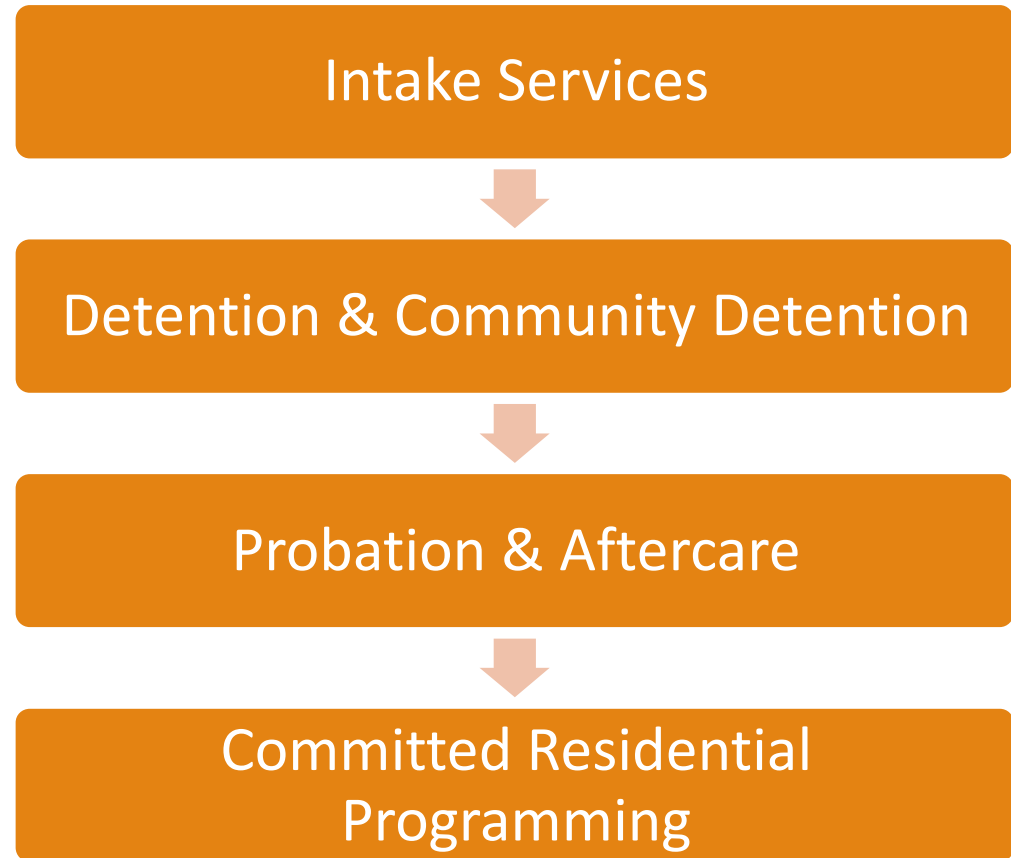 Intake Services
Detention & Community Detention
Probation & Aftercare
Committed Residential
Programming